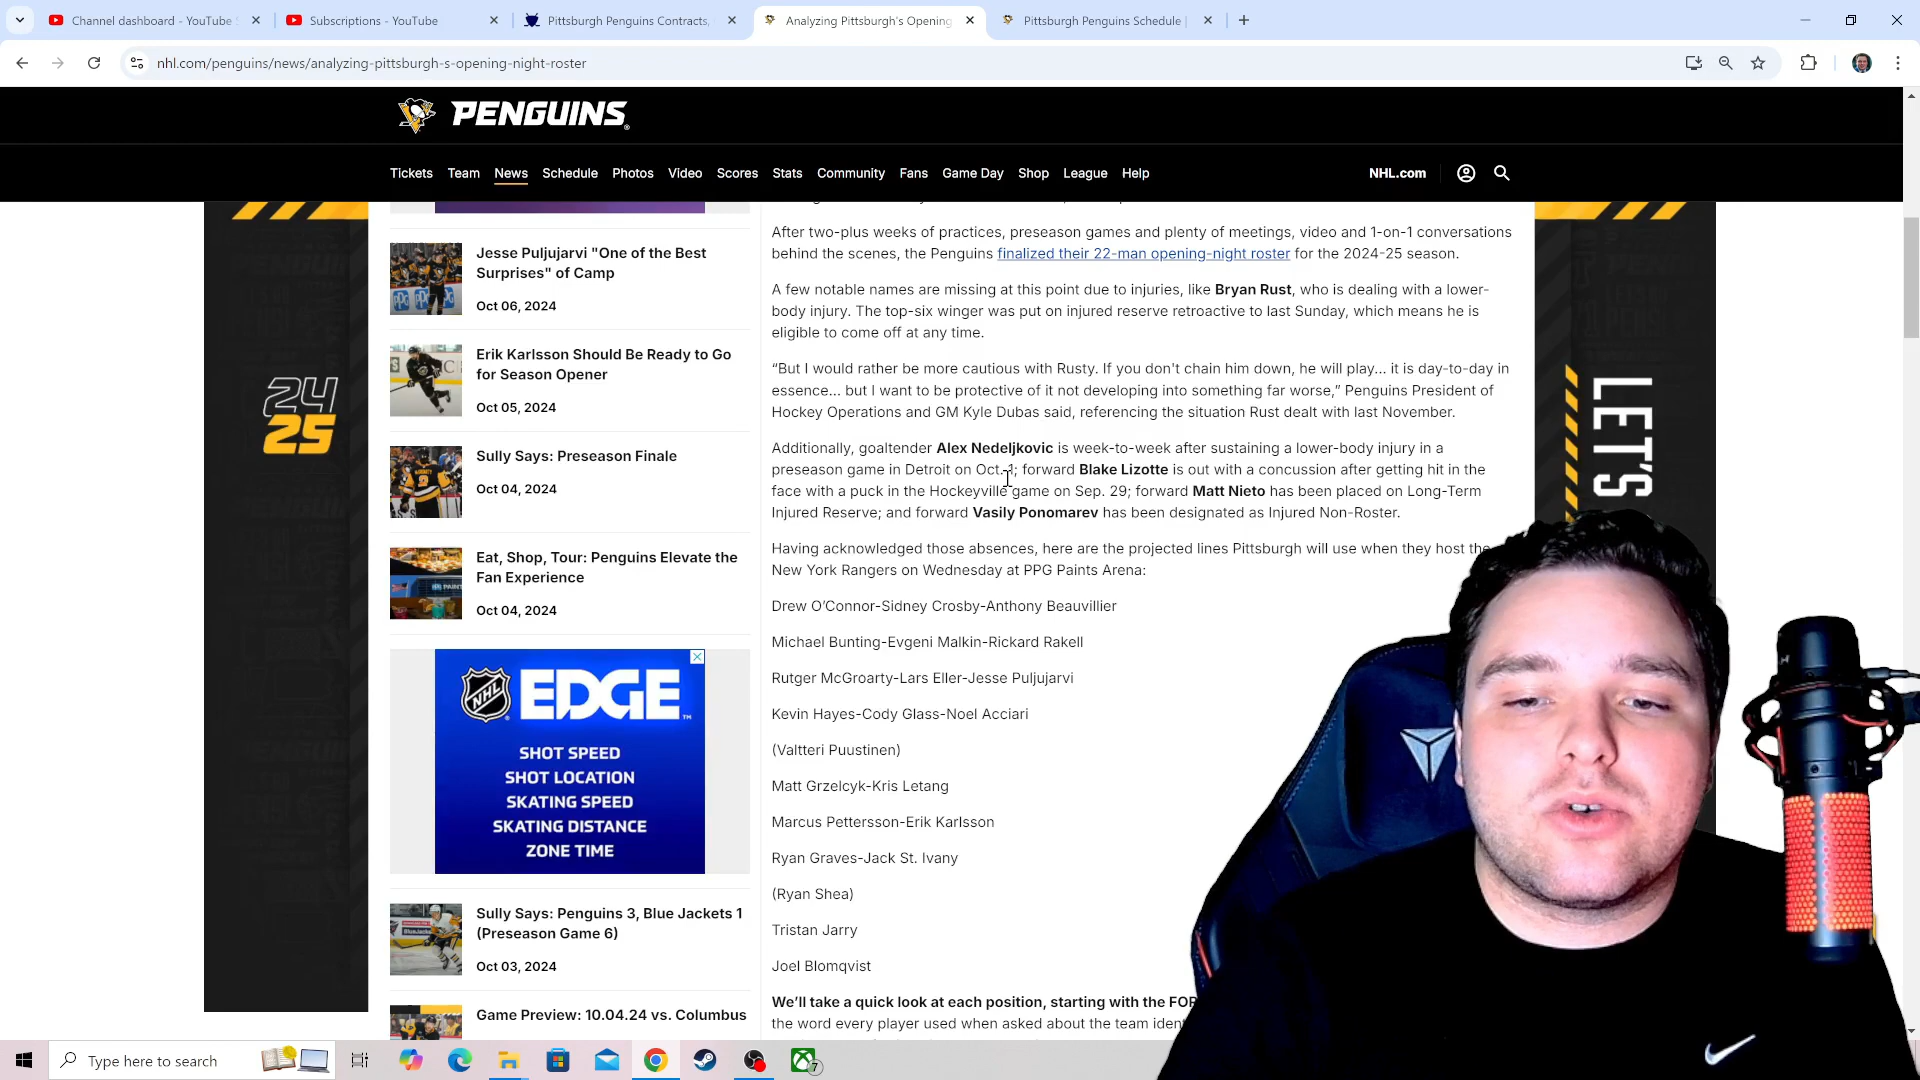 Channel dashboard - YouTube
Subscriptions - YouTube
Pittsburgh Penguins Contracts,
Analyzing Pittsburgh's Opening
Pittsburgh Penguins Schedule |
nhl.com/penguins/news/analyzing-pittsburgh-s-opening-night-roster
PENGUINS
Tickets Team News Schedule Photos Video Scores Stats Community Fans Game Day Shop League Help
NHL.com
After two-plus weeks of practices, preseason games and plenty of meetings, video and 1-on-1 conversations
behind the scenes, the Penguins finalized their 22-man opening-night roster for the 2024-25 season.
A few notable names are missing at this point due to injuries, like Bryan Rust, who is dealing with a lower-
body injury. The top-six winger was put on injured reserve retroactive to last Sunday, which means he is
eligible to come off at any time.
“But I would rather be more cautious with Rusty. If you don't chain him down, he will play... it is day-to-day in
essence... but I want to be protective of it not developing into something far worse,” Penguins President of
Hockey Operations and GM Kyle Dubas said, referencing the situation Rust dealt with last November.
Additionally, goaltender Alex Nedeljkovic is week-to-week after sustaining a lower-body injury in a
preseason game in Detroit on Oct. 1; forward Blake Lizotte is out with a concussion after getting hit in the
face with a puck in the Hockeyville game on Sep. 29; forward Matt Nieto has been placed on Long-Term
Injured Reserve; and forward Vasily Ponomarev has been designated as Injured Non-Roster.
Having acknowledged those absences, here are the projected lines Pittsburgh will use when they host the
New York Rangers on Wednesday at PPG Paints Arena:
Drew O’Connor-Sidney Crosby-Anthony Beauvillier
Michael Bunting-Evgeni Malkin-Rickard Rakell
Rutger McGroarty-Lars Eller-Jesse Puljujarvi
Kevin Hayes-Cody Glass-Noel Acciari
(Valtteri Puustinen)
Matt Grzelcyk-Kris Letang
Marcus Pettersson-Erik Karlsson
Ryan Graves-Jack St. Ivany
(Ryan Shea)
Tristan Jarry
Joel Blomqvist
We’ll take a quick look at each position, starting with the FOR
the word every player used when asked about the team iden
Jesse Puljujarvi "One of the Best
Surprises" of Camp
Oct 06, 2024
Erik Karlsson Should Be Ready to Go
for Season Opener
Oct 05, 2024
Sully Says: Preseason Finale
Oct 04, 2024
Eat, Shop, Tour: Penguins Elevate the
Fan Experience
Oct 04, 2024
NHL EDGE
SHOT SPEED
SHOT LOCATION
SKATING SPEED
SKATING DISTANCE
ZONE TIME
Sully Says: Penguins 3, Blue Jackets 1
(Preseason Game 6)
Oct 03, 2024
Game Preview: 10.04.24 vs. Columbus
24
25
LET'S
Type here to search
7